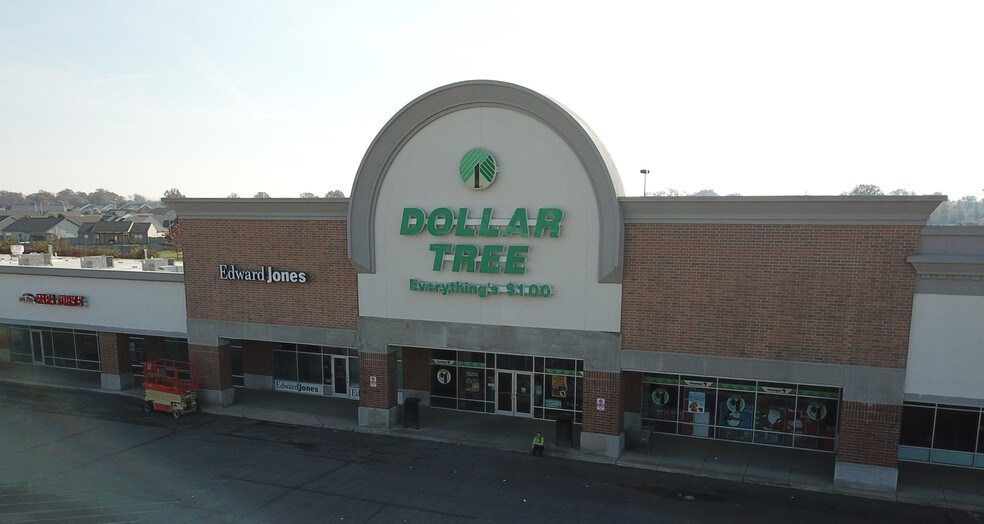 DOLLAR
TREE
Everything's $1.00
Edward Jones
Edward Jones